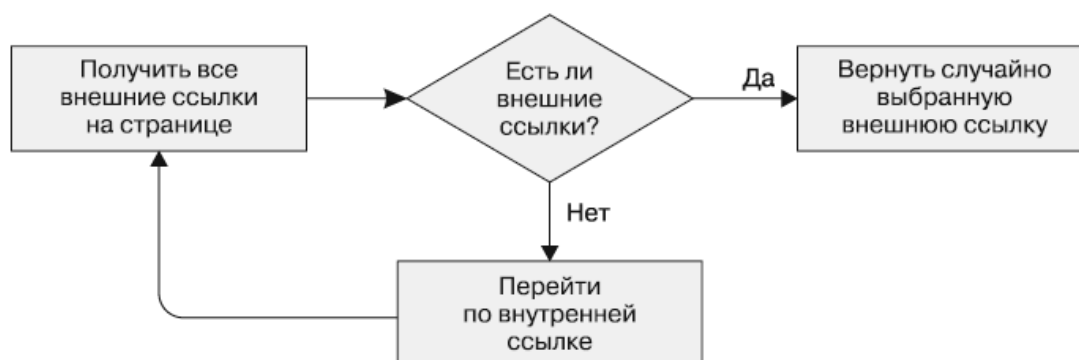 Получить все
внешние ссылки
на странице
Есть ли
внешние
ссылки?
Да
Вернуть случайно
выбранную
внешнюю ссылку
Нет
Перейти
по внутренней
ссылке